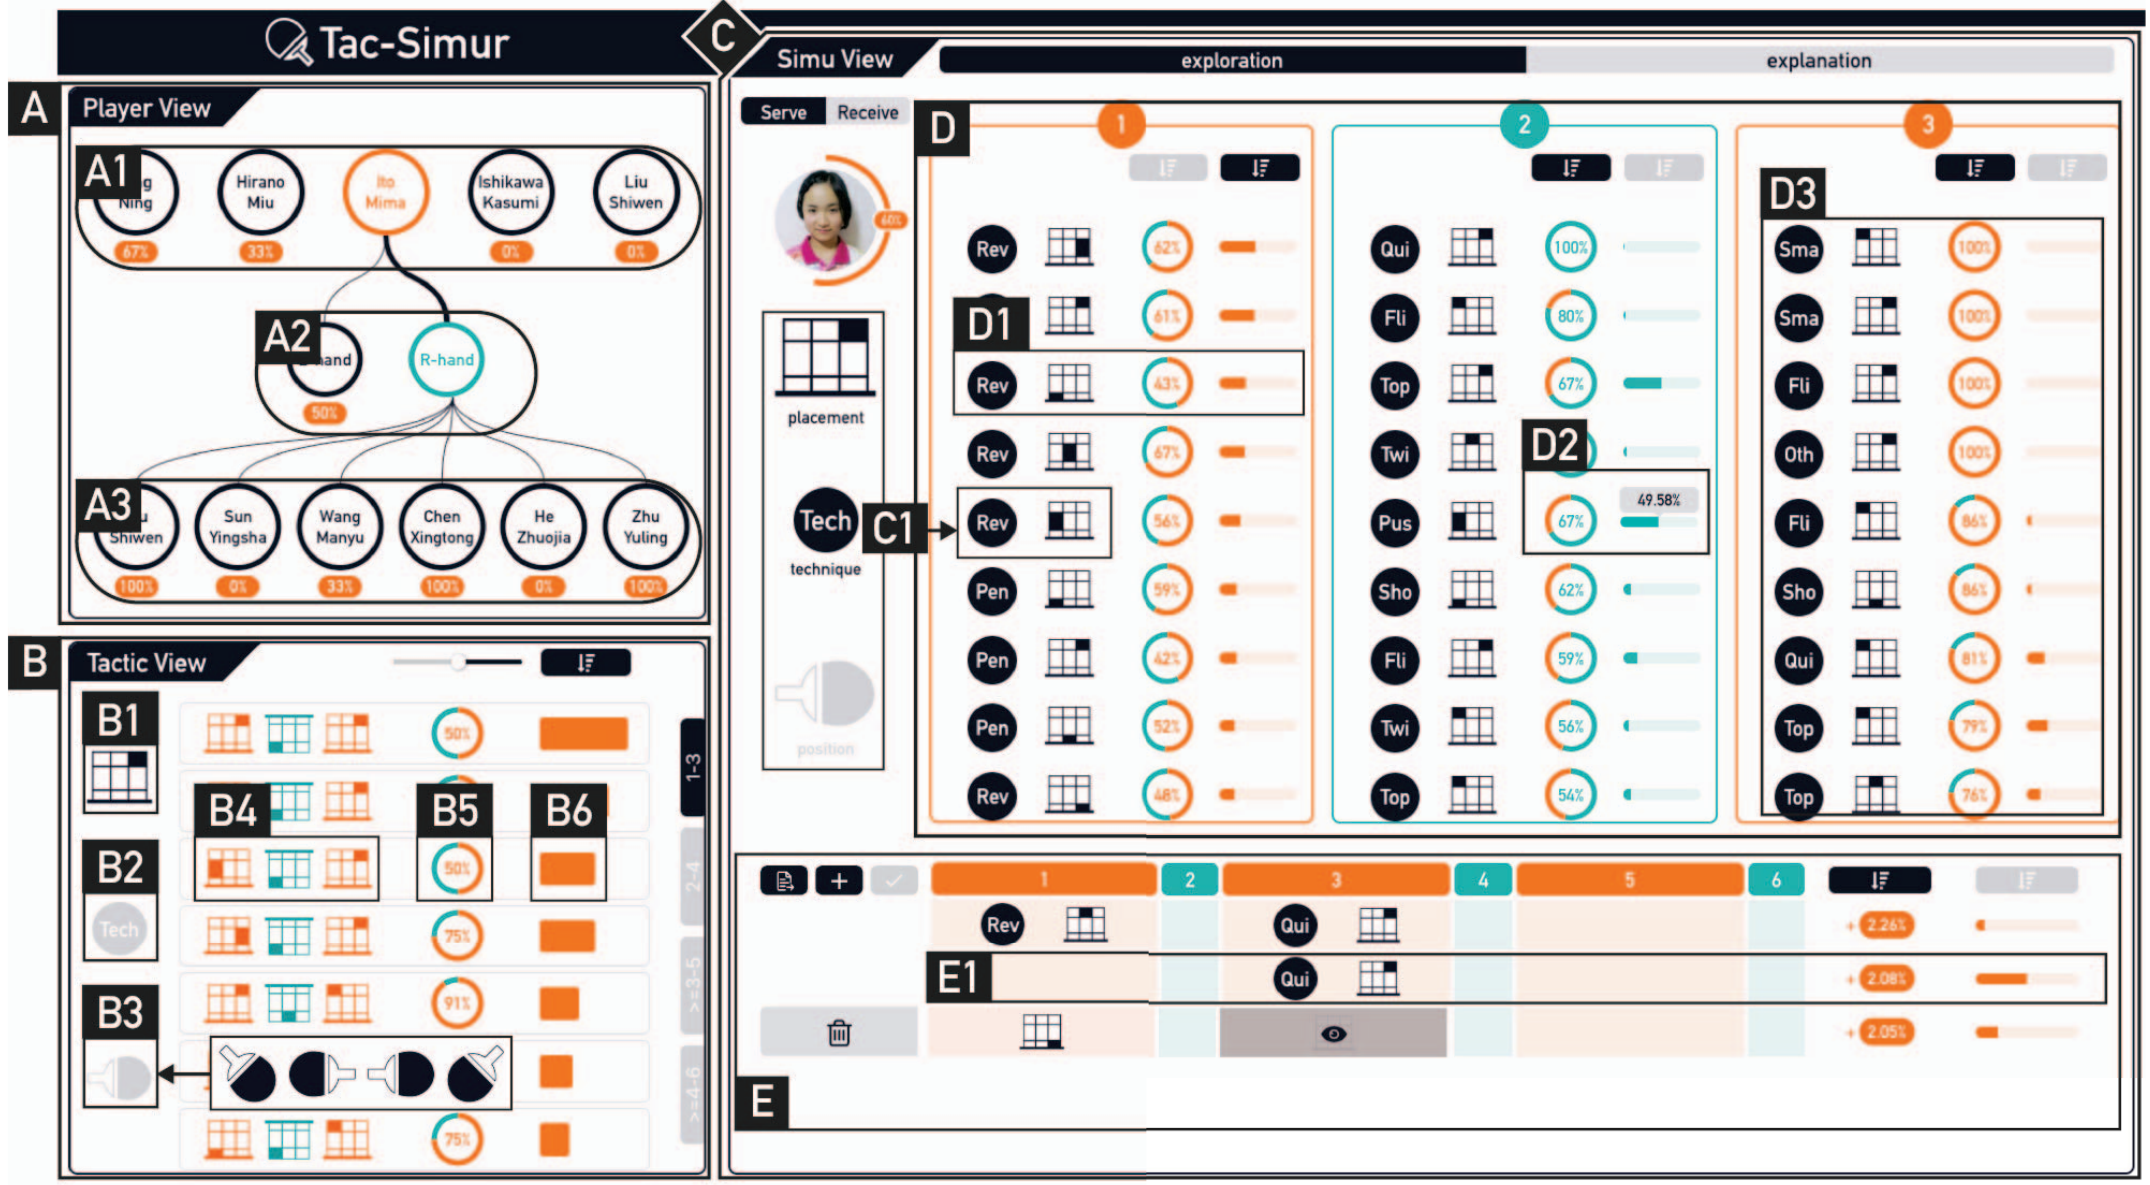 Tac-Simur
C
Simu View
exploration
explanation
A
Player View
A1
Ning
Hirano
Miu
Ito
Mima
Ishikawa
Kasumi
Liu
Shiwen
67%
33%
0%
0%
A2
R-hand
50%
A3
Shiwen
Sun
Yingsha
Wang
Manyu
Chen
Xingtong
He
Zhuojia
Zhu
Yuling
100%
0%
33%
100%
0%
100%
B
Tactic View
B1
B2
Tech
B3
B4
B5
B6
50%
50%
75%
91%
75%
1-3
2-4
>=3-5
>=4-6
Serve
Receive
60%
placement
Tech
technique
position
C1
D
1
Rev
62%
D1
61%
Rev
43%
Rev
67%
Rev
56%
Pen
59%
Pen
42%
Pen
52%
Rev
48%
2
Qui
100%
Fli
80%
Top
67%
Twi
D2
Pus
67%
49.58%
Sho
62%
Fli
59%
Twi
56%
Top
54%
3
D3
Sma
100%
Sma
100%
Fli
100%
Oth
100%
Fli
86%
Sho
86%
Qui
81%
Top
79%
Top
76%
1
2
3
4
5
6
Rev
Qui
+ 2.26%
E1
Qui
+ 2.08%
+ 2.05%
E